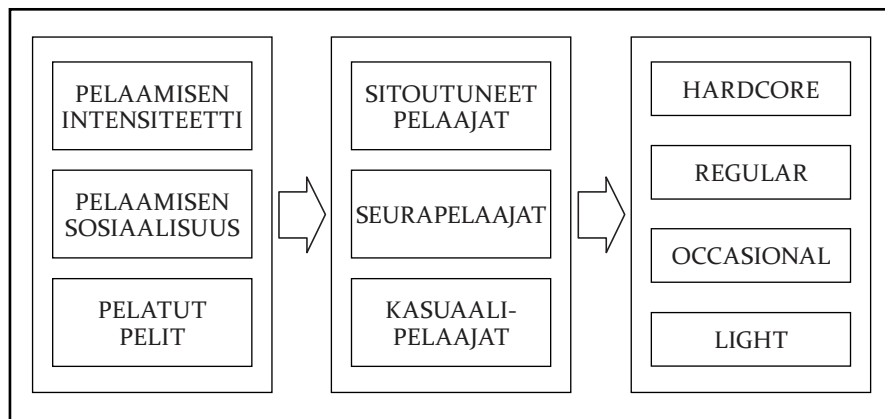 PELAAMISEN
INTENSITEETTI
PELAAMISEN
SOSIAALISUUS
PELATUT
PELIT
SITOUTUNEET
PELAAJAT
SEURAPELAAJAT
KASUAALI-
PELAAJAT
HARDCORE
REGULAR
OCCASIONAL
LIGHT